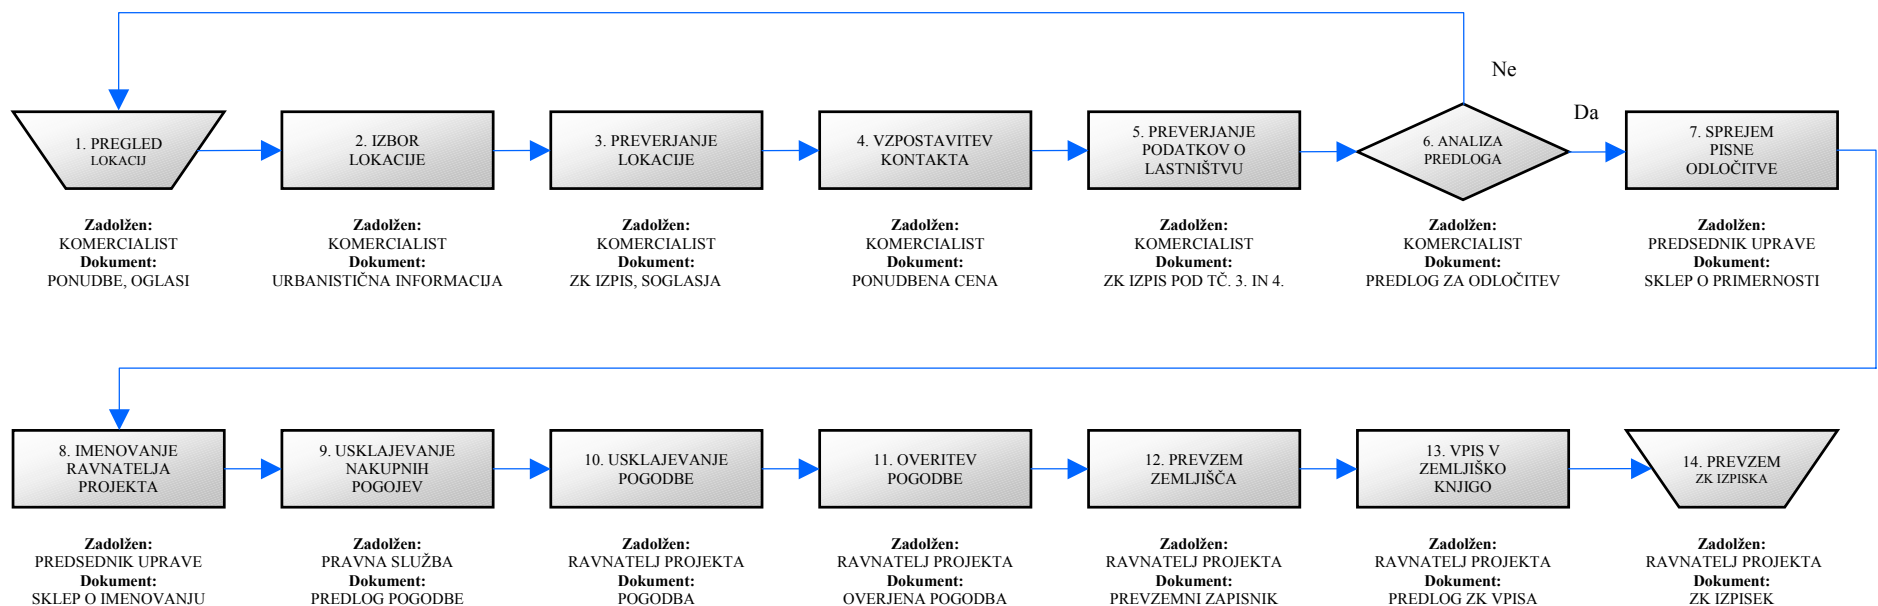 Ne
Da
1. PREGLED
LOKACIJ
2. IZBOR
LOKACIJE
3. PREVERJANJE
LOKACIJE
4. VZPOSTAVITEV
KONTAKTA
5. PREVERJANJE
PODATKOV O
LASTNIŠTVU
6. ANALIZA
PREDLOGA
7. SPREJEM
PISNE
ODLOČITVE
Zadolžen:
KOMERCIALIST
Dokument:
PONUDBE, OGLASI
Zadolžen:
KOMERCIALIST
Dokument:
URBANISTIČNA INFORMACIJA
Zadolžen:
KOMERCIALIST
Dokument:
ZK IZPIS, SOGLASJA
Zadolžen:
KOMERCIALIST
Dokument:
PONUDBENA CENA
Zadolžen:
KOMERCIALIST
Dokument:
ZK IZPIS POD TČ. 3. IN 4.
Zadolžen:
KOMERCIALIST
Dokument:
PREDLOG ZA ODLOČITEV
Zadolžen:
PREDSEDNIK UPRAVE
Dokument:
SKLEP O PRIMERNOSTI
8. IMENOVANJE
RAVNATELJA
PROJEKTA
9. USKLAJEVANJE
NAKUPNIH
POGOJEV
10. USKLAJEVANJE
POGODBE
11. OVERITEV
POGODBE
12. PREVZEM
ZEMLJIŠČA
13. VPIS V
ZEMLJIŠKO
KNJIGO
14. PREVZEM
ZK IZPISKA
Zadolžen:
PREDSEDNIK UPRAVE
Dokument:
SKLEP O IMENOVANJU
Zadolžen:
PRAVNA SLUŽBA
Dokument:
PREDLOG POGODBE
Zadolžen:
RAVNATELJ PROJEKTA
Dokument:
POGODBA
Zadolžen:
RAVNATELJ PROJEKTA
Dokument:
OVERJENA POGODBA
Zadolžen:
RAVNATELJ PROJEKTA
Dokument:
PREVZEMNI ZAPISNIK
Zadolžen:
RAVNATELJ PROJEKTA
Dokument:
PREDLOG ZK VPISA
Zadolžen:
RAVNATELJ PROJEKTA
Dokument:
ZK IZPISEK